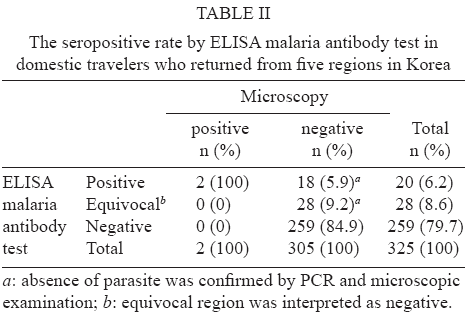 TABLE II
The seropositive rate by ELISA malaria antibody test in
domestic travelers who returned from five regions in Korea
Microscopy
positive negative Total
n (%) n (%) n (%)
ELISA Positive 2 (100) 18 (5.9)a 20 (6.2)
malaria Equivocalb 0 (0) 28 (9.2)a 28 (8.6)
antibody Negative 0 (0) 259 (84.9) 259 (79.7)
test Total 2 (100) 305 (100) 325 (100)
a: absence of parasite was confirmed by PCR and microscopic
examination; b: equivocal region was interpreted as negative.